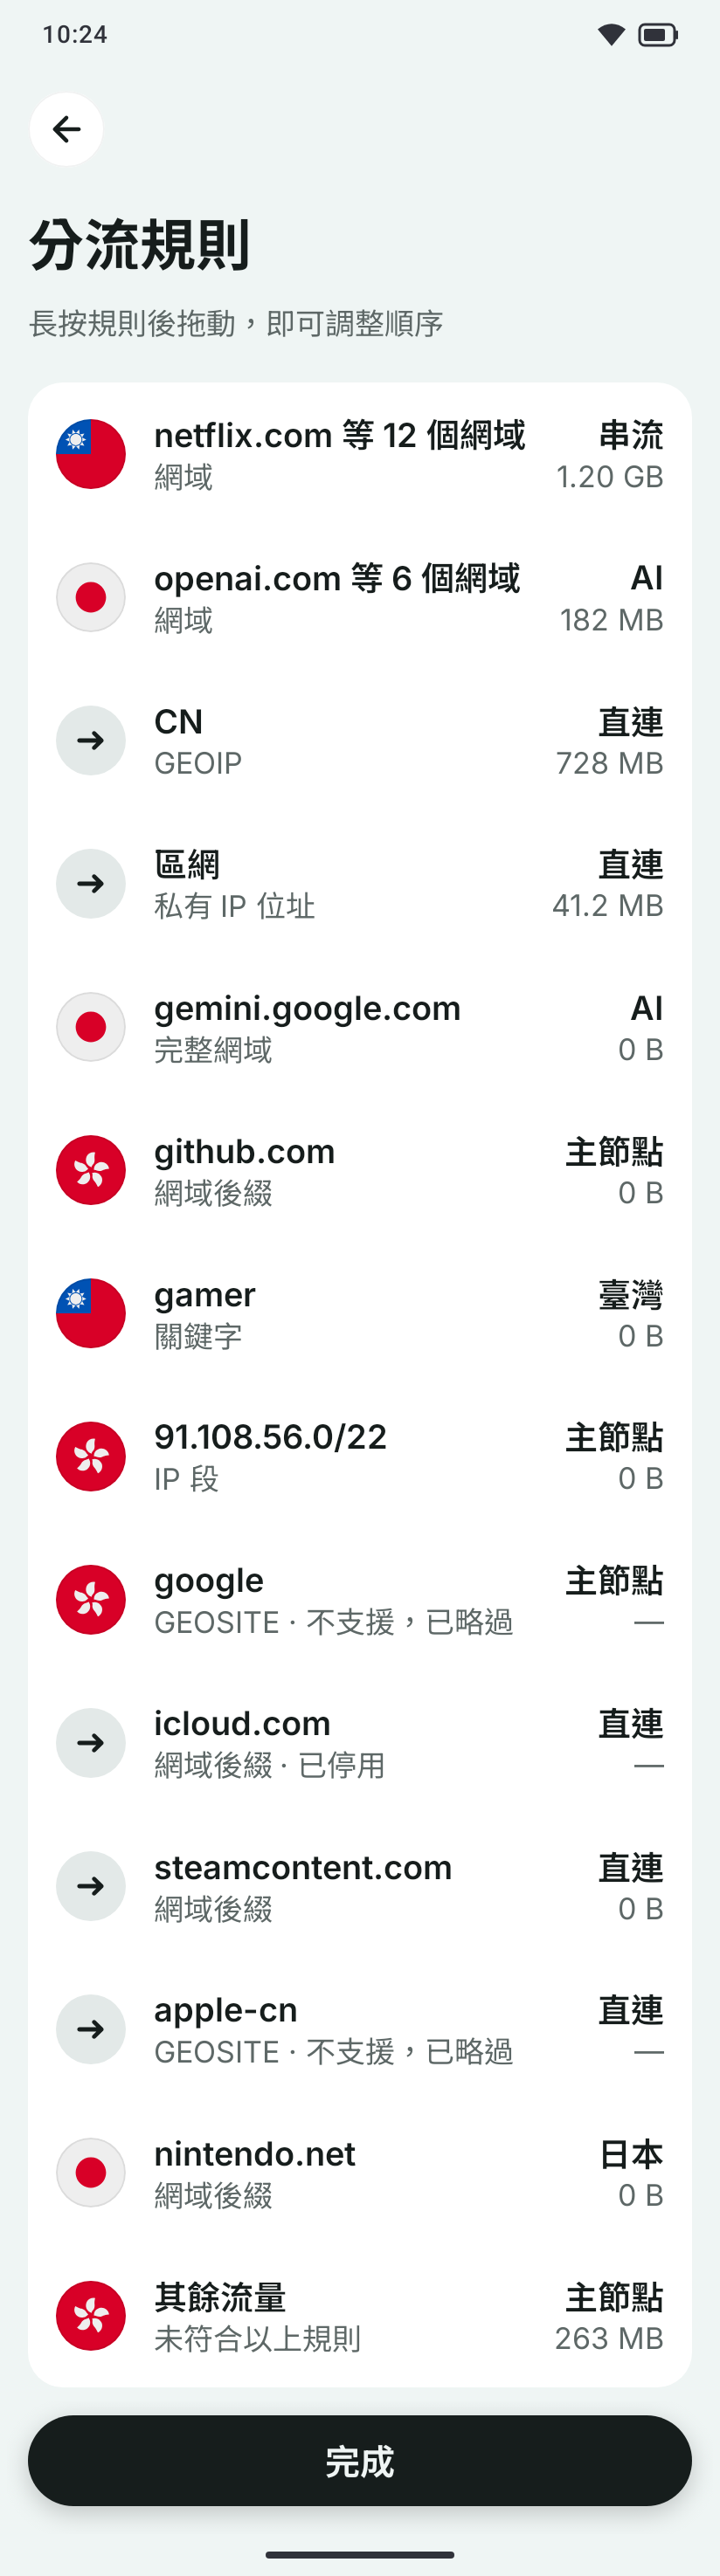 10:24
分流規則
長按規則後拖動，即可調整順序
netflix.com 等 12 個網域 串流
網域 1.20 GB
openai.com 等 6 個網域 AI
網域 182 MB
CN 直連
GEOIP 728 MB
區網 直連
私有 IP 位址 41.2 MB
gemini.google.com AI
完整網域 0 B
github.com 主節點
網域後綴 0 B
gamer 臺灣
關鍵字 0 B
91.108.56.0/22 主節點
IP 段 0 B
google 主節點
GEOSITE · 不支援，已略過 —
icloud.com 直連
網域後綴 · 已停用 —
steamcontent.com 直連
網域後綴 0 B
apple-cn 直連
GEOSITE · 不支援，已略過 —
nintendo.net 日本
網域後綴 0 B
其餘流量 主節點
未符合以上規則 263 MB
完成